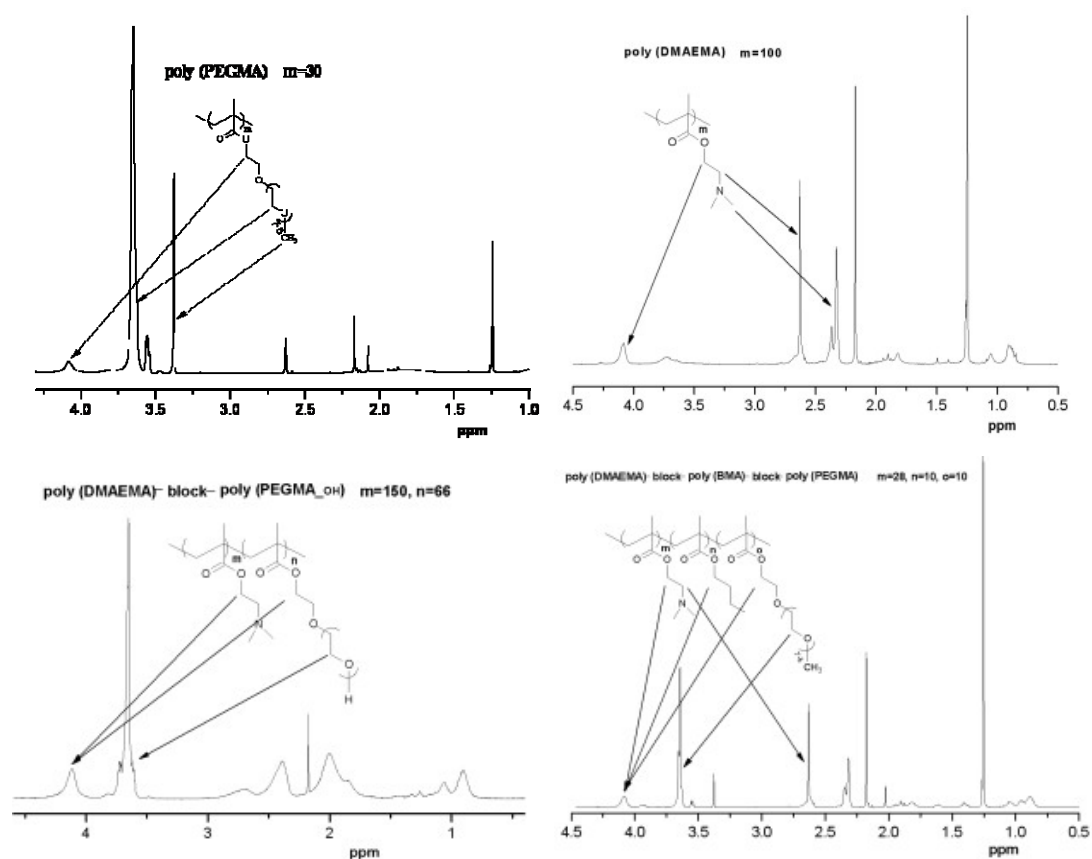 poly (PEGMA) m=30
m
O
O
O
CH₃
4.0 3.5 3.0 2.5 2.0 1.5 1.0
ppm
poly (DMAEMA) m=100
m
O
O
N
4.5 4.0 3.5 3.0 2.5 2.0 1.5 1.0 0.5
ppm
poly (DMAEMA)- block- poly (PEGMA_OH) m=150, n=66
m n
O O O O
N O
O
H
4 3 2 1
ppm
poly (DMAEMA)- block- poly (BMA)- block- poly (PEGMA) m=28, n=10, o=10
m n o
O O O O O O
N O
O
CH₃
4.5 4.0 3.5 3.0 2.5 2.0 1.5 1.0 0.5
ppm